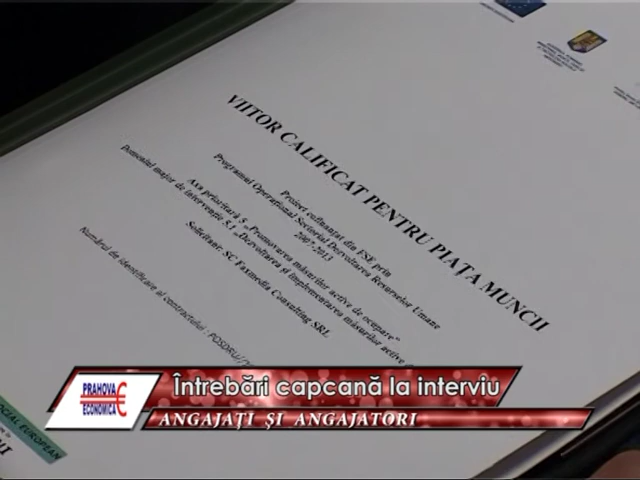 VIITOR CALIFICAT PENTRU PIAȚA MUNCII
Proiect cofinanțat din FSE prin
Programul Operațional Sectorial Dezvoltarea Resurselor Umane
2007-2013
Axa prioritară 5 „Promovarea măsurilor active de ocupare”
Domeniul major de intervenție 5.1 „Dezvoltarea și implementarea măsurilor active
Solicitant: SC Faxmedia Consulting SRL
Numărul de identificare al contractului: POSDRU/
SOCIAL EUROPEAN
PRAHOVA
ECONOMICĂ
Întrebări capcană la interviu
ANGAJAȚI ȘI ANGAJATORI